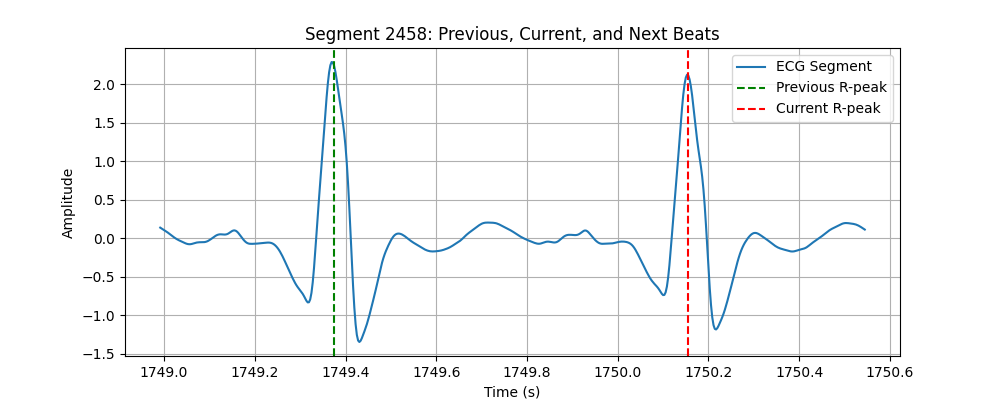 Segment 2458: Previous, Current, and Next Beats
ECG Segment
Previous R-peak
Current R-peak
Amplitude
2.0
1.5
1.0
0.5
0.0
−0.5
−1.0
−1.5
1749.0 1749.2 1749.4 1749.6 1749.8 1750.0 1750.2 1750.4 1750.6
Time (s)